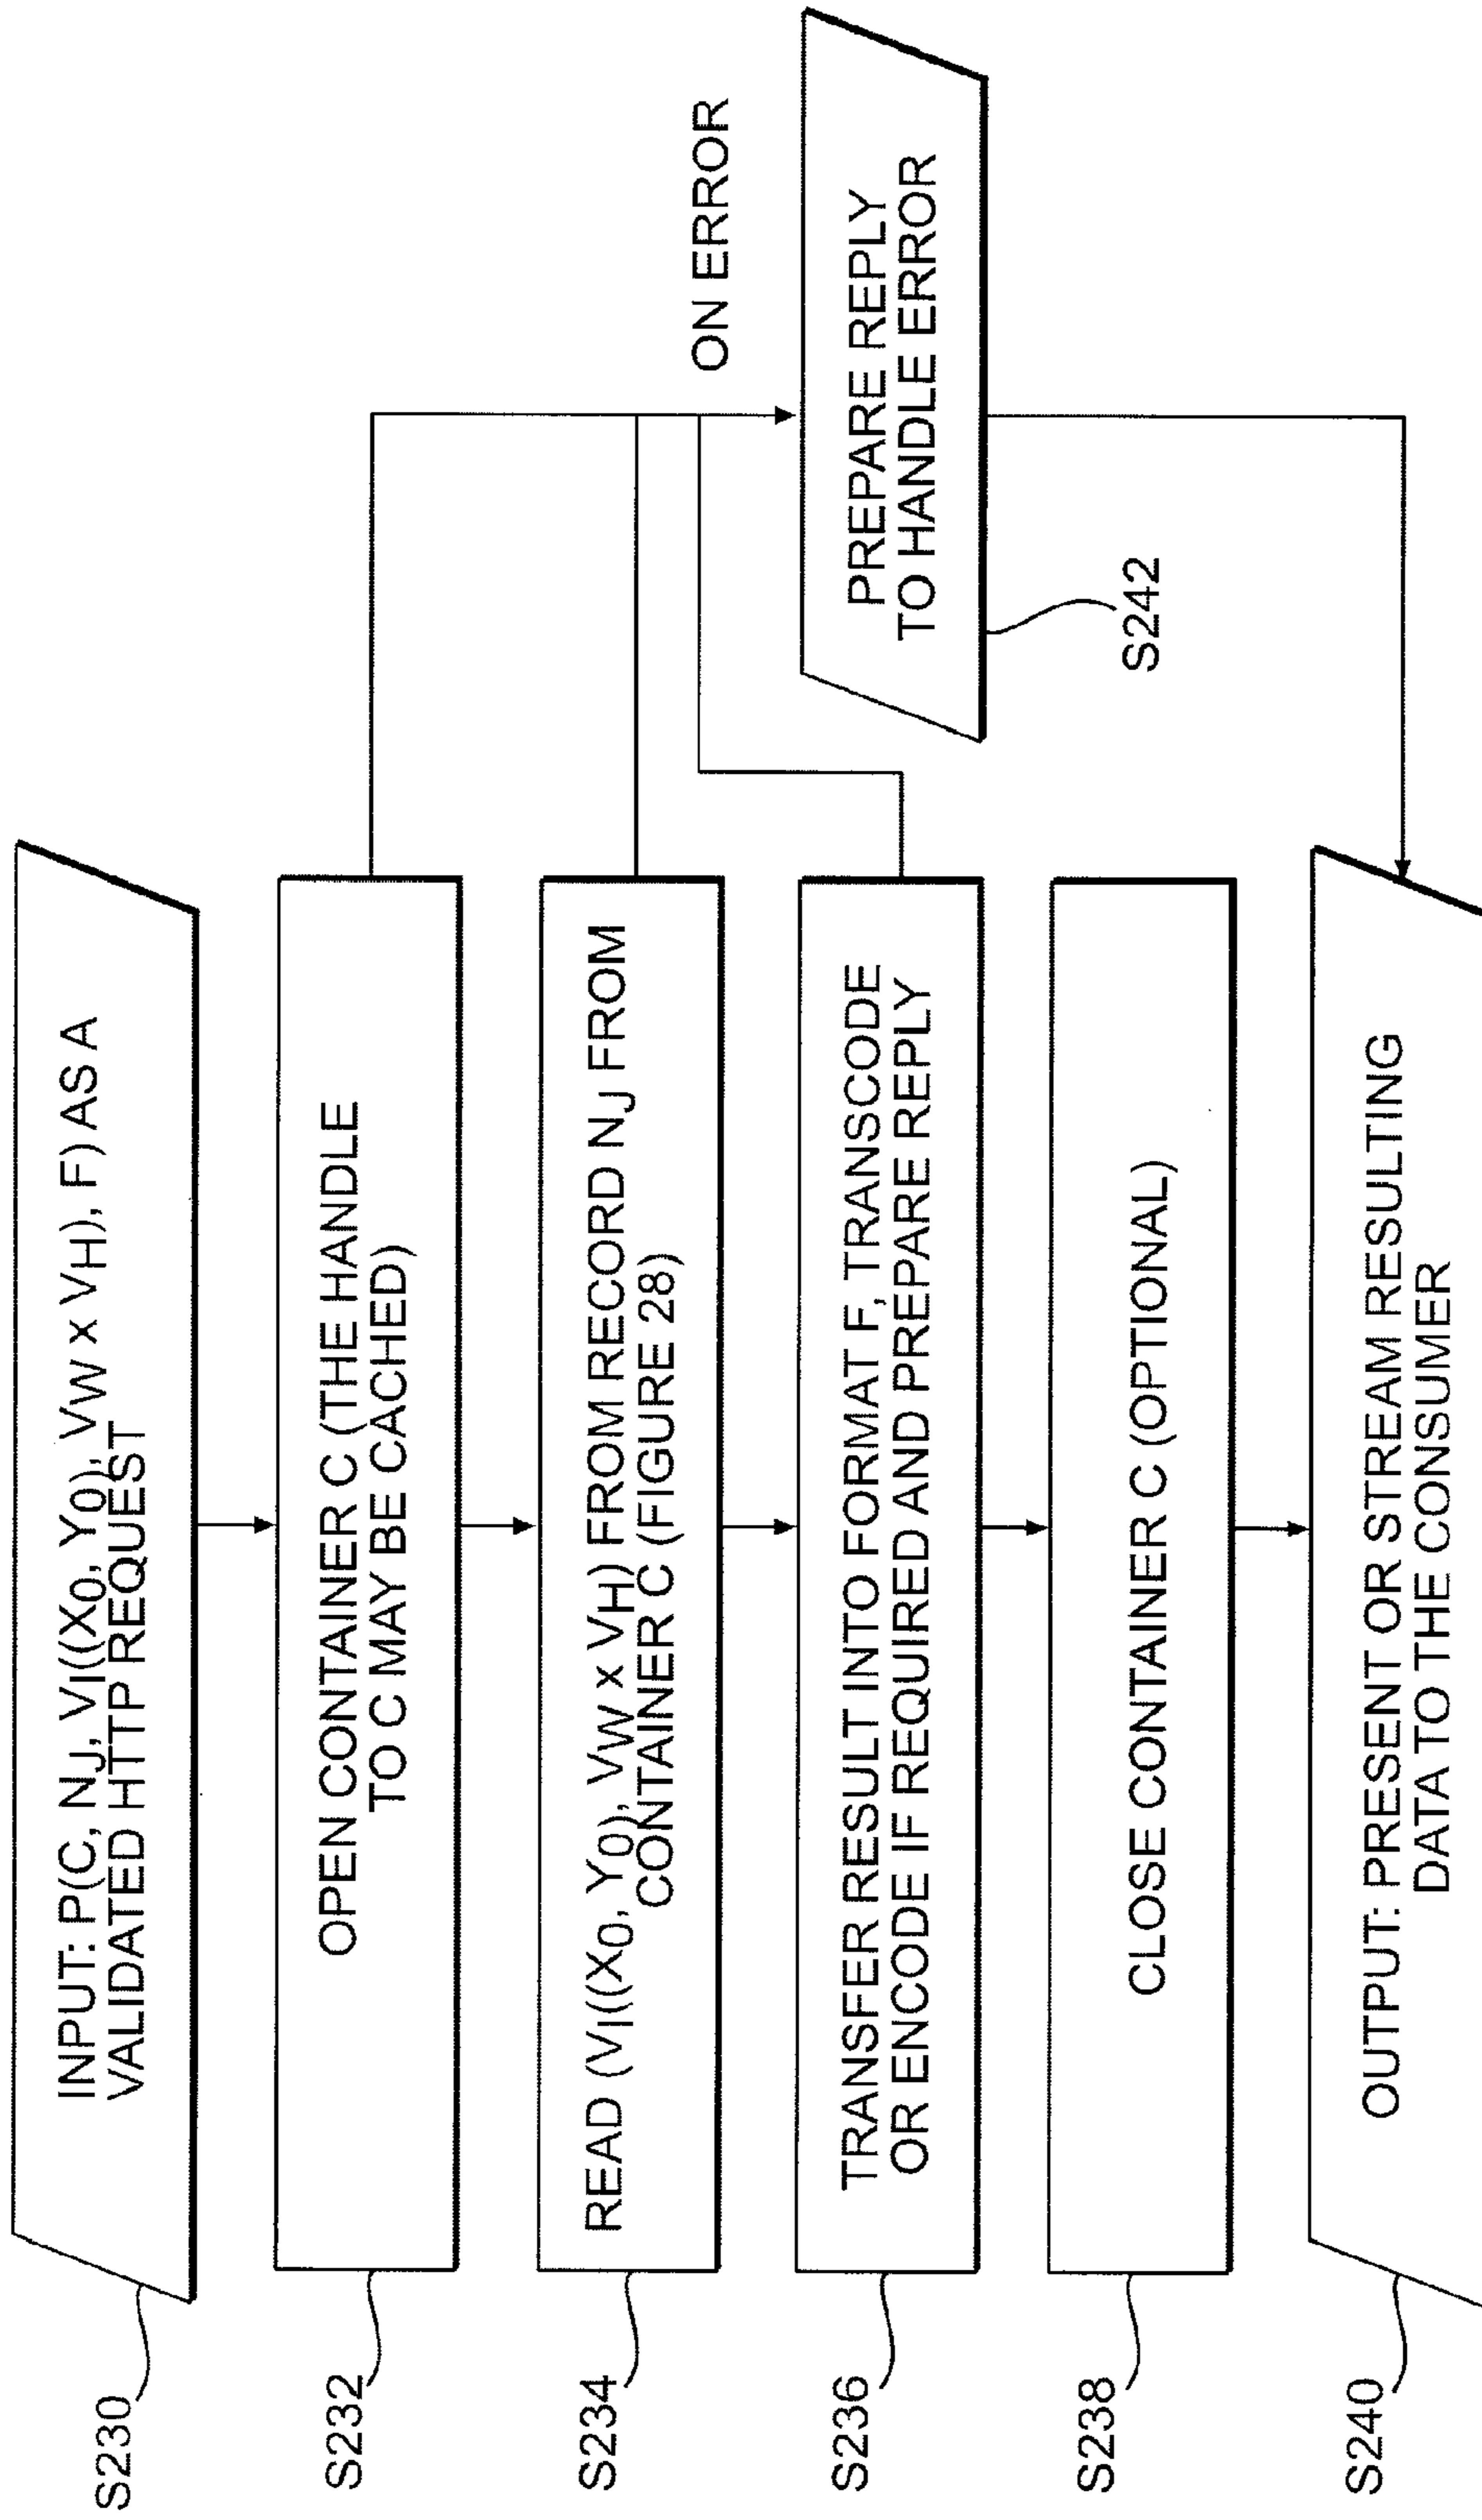 S230
INPUT: P(C, NJ, VI((X0, Y0), VW x VH), F) AS A
VALIDATED HTTP REQUEST
S232
OPEN CONTAINER C (THE HANDLE
TO C MAY BE CACHED)
S234
READ (VI((X0, Y0), VW x VH) FROM RECORD NJ FROM
CONTAINER C (FIGURE 28)
S236
TRANSFER RESULT INTO FORMAT F, TRANSCODE
OR ENCODE IF REQUIRED AND PREPARE REPLY
ON ERROR
PREPARE REPLY
TO HANDLE ERROR
S242
S238
CLOSE CONTAINER C (OPTIONAL)
S240
OUTPUT: PRESENT OR STREAM RESULTING
DATA TO THE CONSUMER